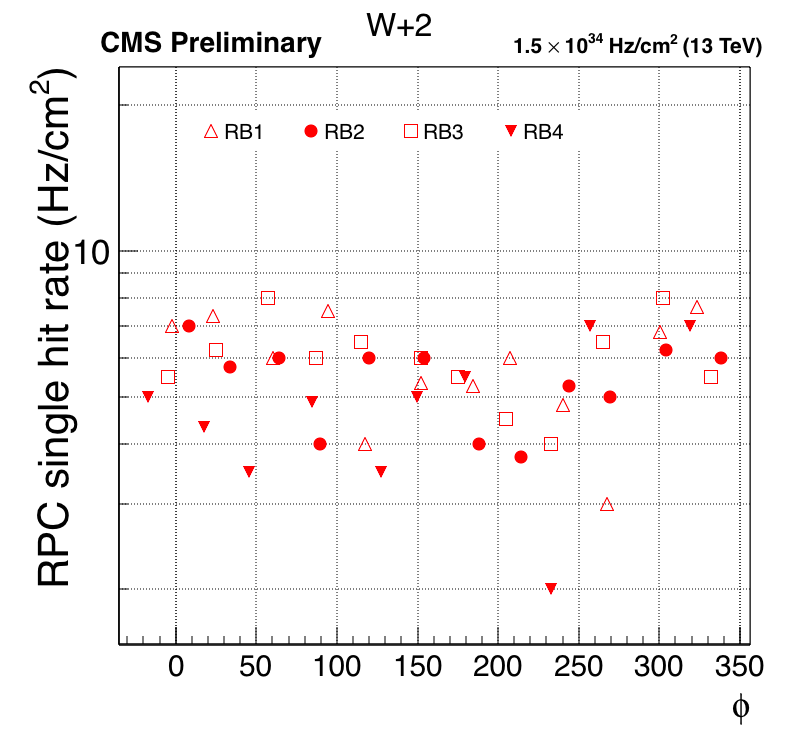 W+2
CMS Preliminary
1.5 × 10³⁴ Hz/cm² (13 TeV)
RPC single hit rate (Hz/cm²)
RB1 RB2 RB3 RB4
10
0 50 100 150 200 250 300 350
ϕ